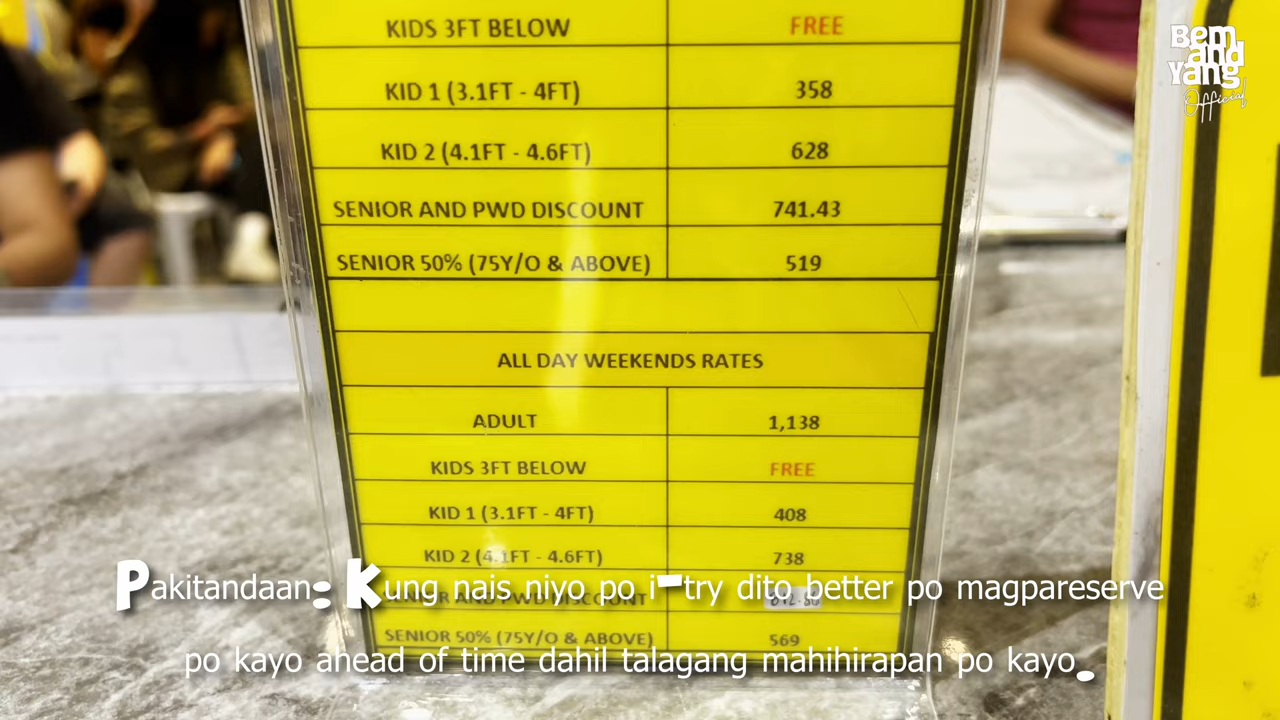 KIDS 3FT BELOW FREE
KID 1 (3.1FT - 4FT) 358
KID 2 (4.1FT - 4.6FT) 628
SENIOR AND PWD DISCOUNT 741.43
SENIOR 50% (75Y/O & ABOVE) 519
ALL DAY WEEKENDS RATES
ADULT 1,138
KIDS 3FT BELOW FREE
KID 1 (3.1FT - 4FT) 408
KID 2 (4.1FT - 4.6FT) 738
SENIOR AND PWD DISCOUNT
SENIOR 50% (75Y/O & ABOVE) 569
Pakitandaan: Kung nais niyo po i-try dito better po magpareserve
po kayo ahead of time dahil talagang mahihirapan po kayo.
Bem
and
Yang
Official